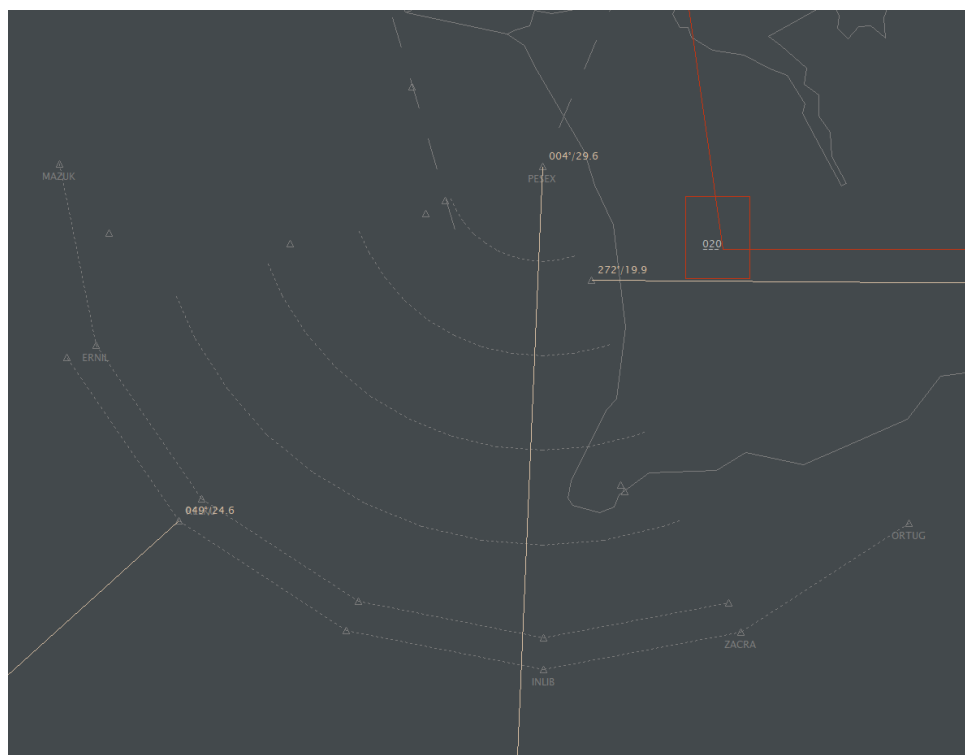 004°/29.6
MAZUK
PESEX
020
272°/19.9
ERNIL
049°/24.6
ORTUG
ZACRA
INLIB